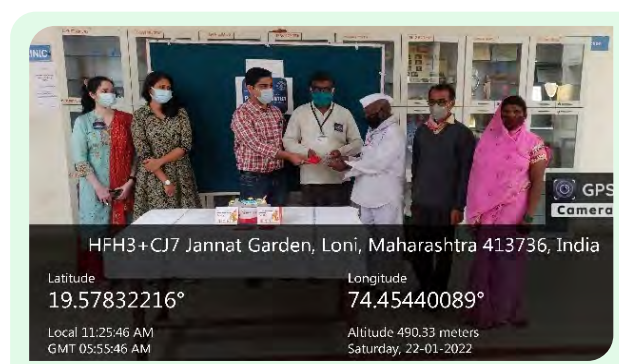 NIC
GPS
Camera
HFH3+CJ7 Jannat Garden, Loni, Maharashtra 413736, India
Latitude
19.57832216°
Longitude
74.45440089°
Local 11:25:46 AM
GMT 05:55:46 AM
Altitude 490.33 meters
Saturday, 22-01-2022